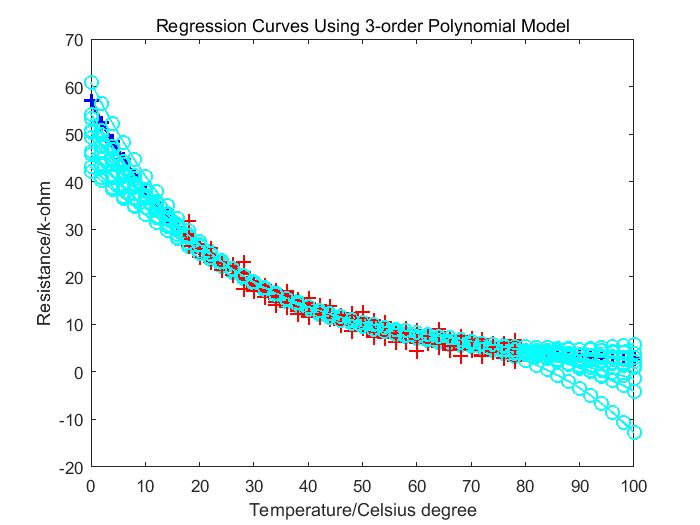 Regression Curves Using 3-order Polynomial Model
70
60
50
40
30
20
10
0
-10
-20
Resistance/k-ohm
0 10 20 30 40 50 60 70 80 90 100
Temperature/Celsius degree